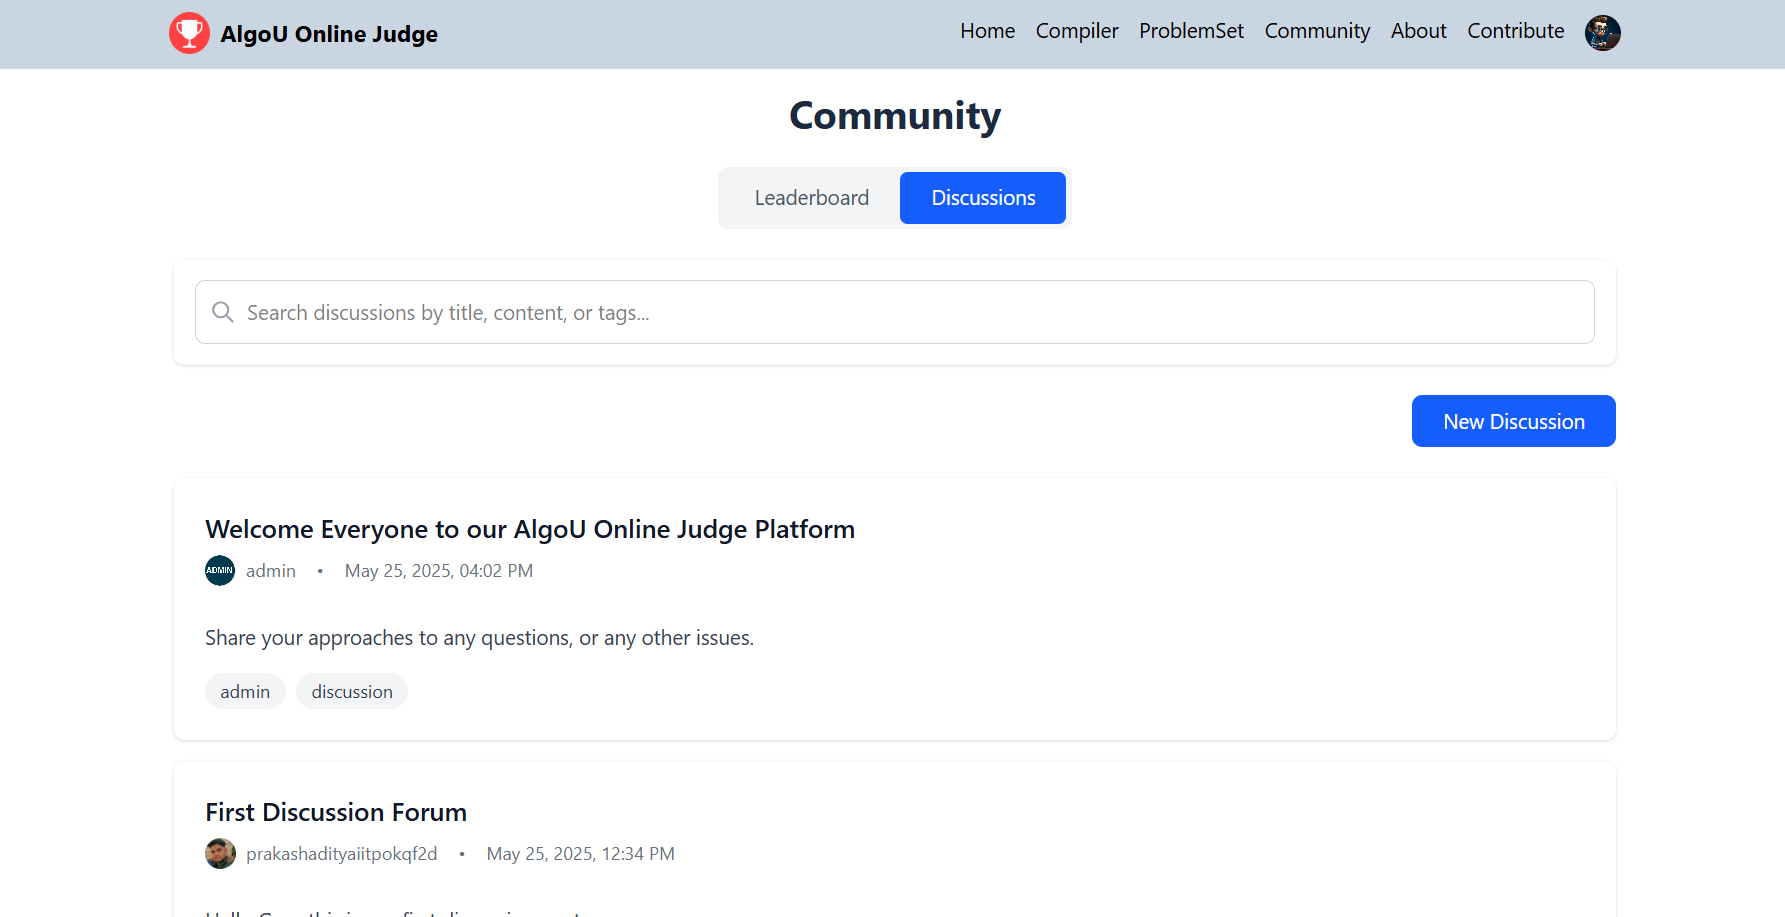 AlgoU Online Judge
Home Compiler ProblemSet Community About Contribute
Community
Leaderboard Discussions
Search discussions by title, content, or tags...
New Discussion
Welcome Everyone to our AlgoU Online Judge Platform
ADMIN admin • May 25, 2025, 04:02 PM
Share your approaches to any questions, or any other issues.
admin discussion
First Discussion Forum
prakashadityaiitpokqf2d • May 25, 2025, 12:34 PM